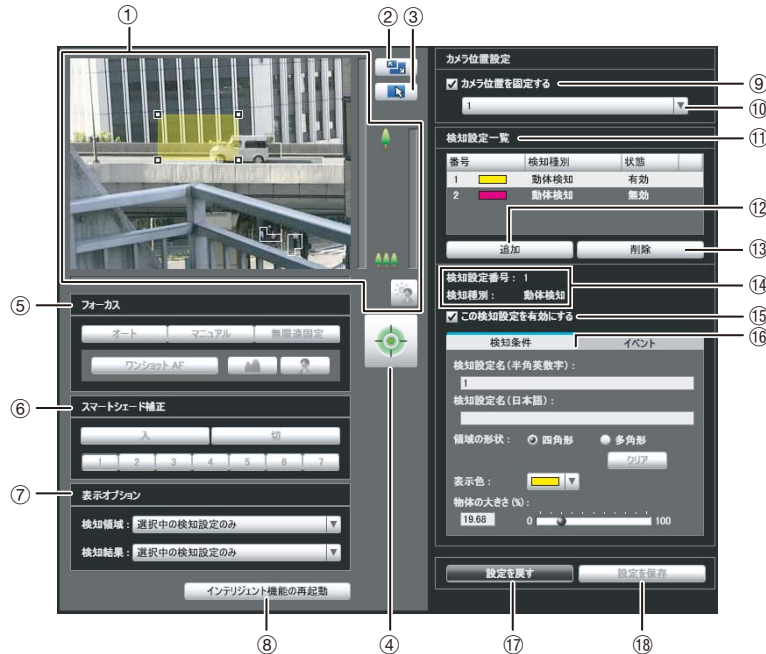 ①
②
③
カメラ位置設定
カメラ位置を固定する
⑨
1
⑩
検知設定一覧
⑪
番号 検知種別 状態
1 動体検知 有効
2 動体検知 無効
⑫
追加 削除
⑬
検知設定番号： 1
検知種別： 動体検知
⑭
この検知設定を有効にする
⑮
⑯
検知条件 イベント
検知設定名(半角英数字)：
1
検知設定名(日本語)：
領域の形状： 四角形 多角形
クリア
表示色：
物体の大きさ(%)：
19.68 0 100
設定を戻す 設定を保存
⑰
⑱
⑤
フォーカス
オート マニュアル 無限遠固定
ワンショット AF
⑥
スマートシェード補正
入 切
1 2 3 4 5 6 7
⑦
表示オプション
検知領域： 選択中の検知設定のみ
検知結果： 選択中の検知設定のみ
インテリジェント機能の再起動
⑧
④